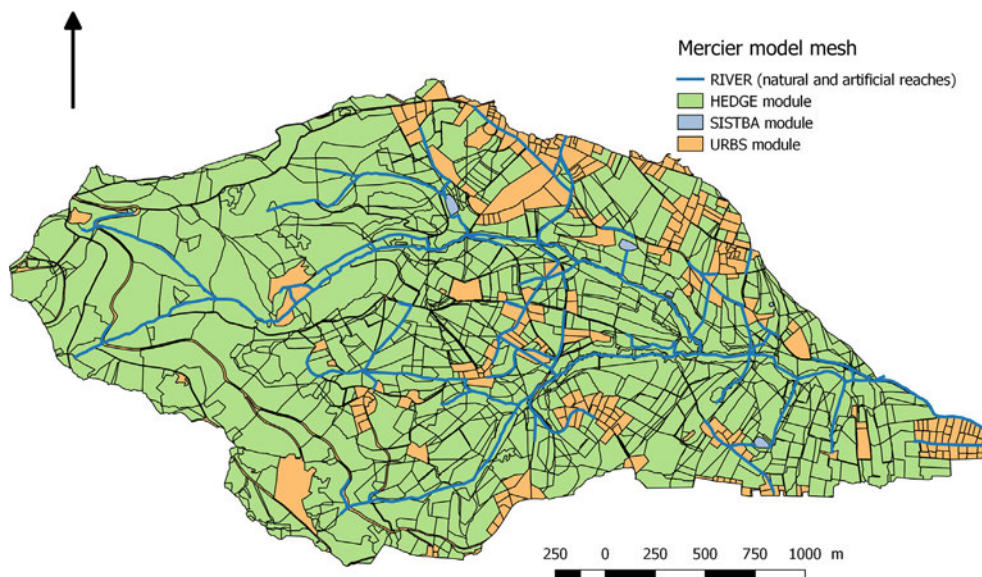 Mercier model mesh
RIVER (natural and artificial reaches)
HEDGE module
SISTBA module
URBS module
250 0 250 500 750 1000 m